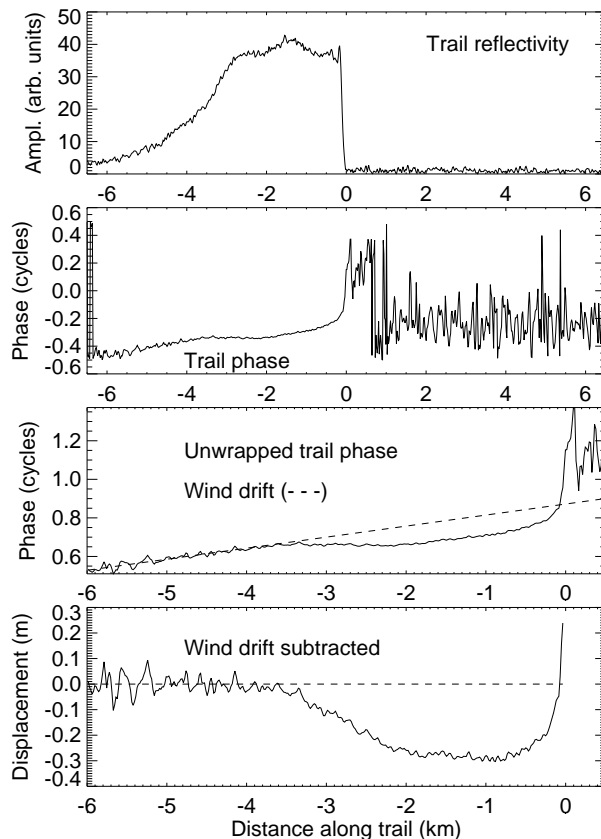 50
40
30
20
10
0
Ampl. (arb. units)
Trail reflectivity
-6 -4 -2 0 2 4 6
0.6
0.4
0.2
0.0
-0.2
-0.4
-0.6
Phase (cycles)
Trail phase
-6 -4 -2 0 2 4 6
1.2
1.0
0.8
0.6
Phase (cycles)
Unwrapped trail phase
Wind drift (- - -)
-6 -5 -4 -3 -2 -1 0
0.3
0.2
0.1
0.0
-0.1
-0.2
-0.3
-0.4
Displacement (m)
Wind drift subtracted
-6 -5 -4 -3 -2 -1 0
Distance along trail (km)